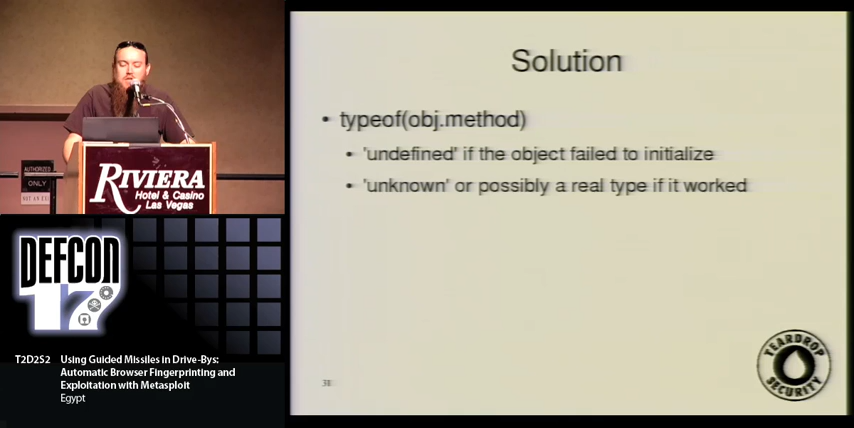 Solution
• typeof(obj.method)
• 'undefined' if the object failed to initialize
• 'unknown' or possibly a real type if it worked
TEARDROP
SECURITY
AUTHORIZED
ONLY
RIVIERA
Hotel & Casino
Las Vegas
DEFCON
17
T2D2S2 Using Guided Missiles in Drive-Bys:
Automatic Browser Fingerprinting and
Exploitation with Metasploit
Egypt